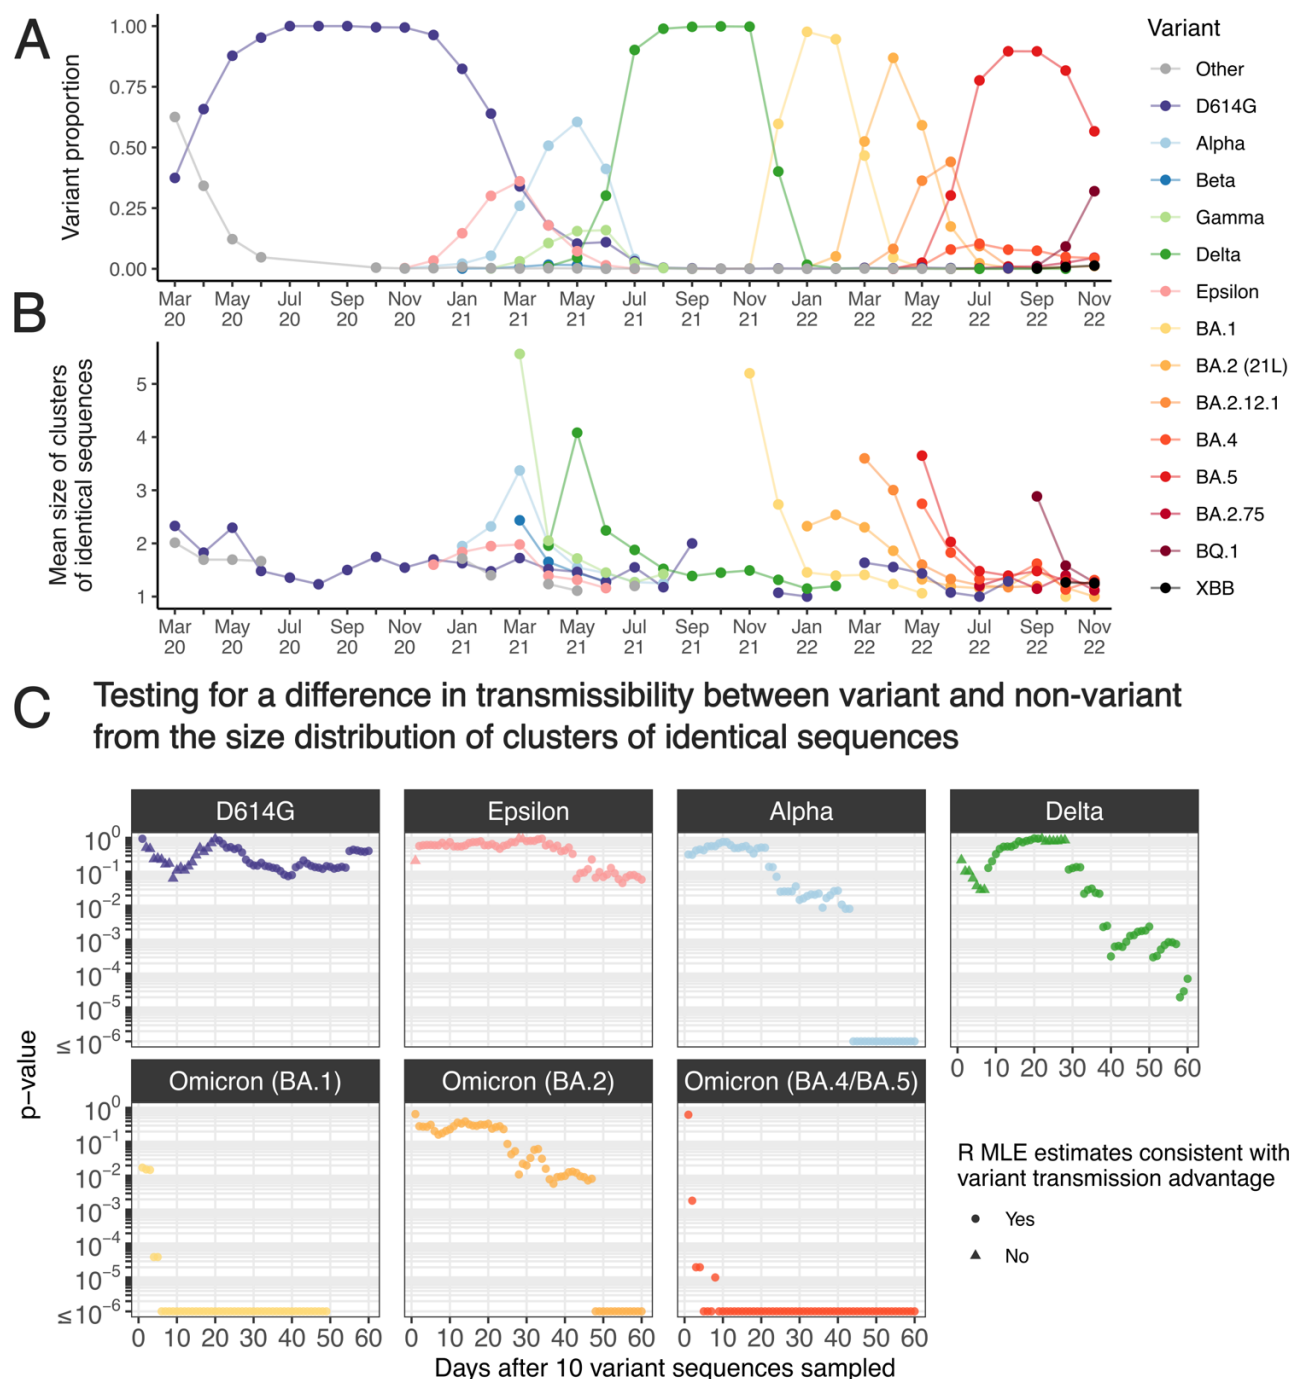 A
Variant proportion
1.00
0.75
0.50
0.25
0.00
Mar May Jul Sep Nov Jan Mar May Jul Sep Nov Jan Mar May Jul Sep Nov
20 20 20 20 20 21 21 21 21 21 21 22 22 22 22 22 22
Variant
Other
D614G
Alpha
Beta
Gamma
Delta
Epsilon
BA.1
BA.2 (21L)
BA.2.12.1
BA.4
BA.5
BA.2.75
BQ.1
XBB
B
Mean size of clusters
of identical sequences
5
4
3
2
1
Mar May Jul Sep Nov Jan Mar May Jul Sep Nov Jan Mar May Jul Sep Nov
20 20 20 20 20 21 21 21 21 21 21 22 22 22 22 22 22
C
Testing for a difference in transmissibility between variant and non-variant
from the size distribution of clusters of identical sequences
D614G Epsilon Alpha Delta
p-value
10⁰
10⁻¹
10⁻²
10⁻³
10⁻⁴
10⁻⁵
≤ 10⁻⁶
0 10 20 30 40 50 60
Omicron (BA.1) Omicron (BA.2) Omicron (BA.4/BA.5)
10⁰
10⁻¹
10⁻²
10⁻³
10⁻⁴
10⁻⁵
≤ 10⁻⁶
0 10 20 30 40 50 60 0 10 20 30 40 50 60 0 10 20 30 40 50 60
Days after 10 variant sequences sampled
R MLE estimates consistent with
variant transmission advantage
Yes
No